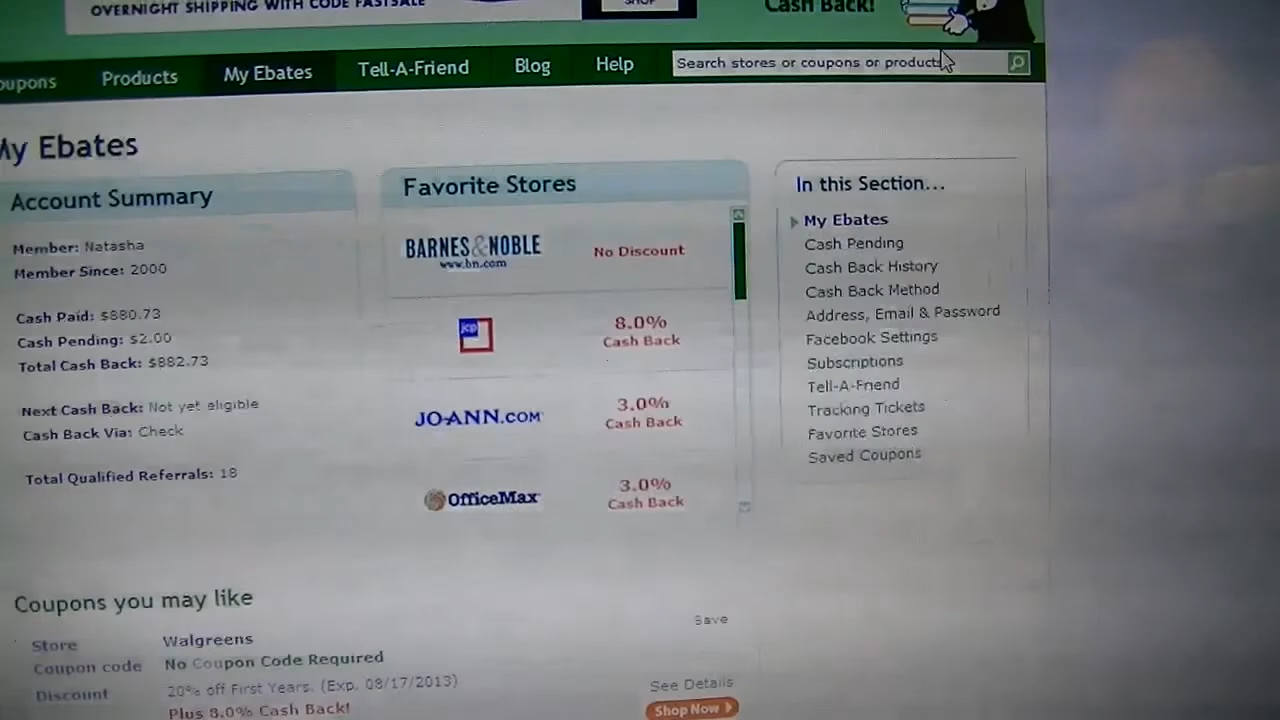 OVERNIGHT SHIPPING WITH CODE FASTSALE
SHOP
Cash Back!
oupons
Products
My Ebates
Tell-A-Friend
Blog
Help
Search stores or coupons or products
My Ebates
Account Summary
Member: Natasha
Member Since: 2000
Cash Paid: $880.73
Cash Pending: $2.00
Total Cash Back: $882.73
Next Cash Back: Not yet eligible
Cash Back Via: Check
Total Qualified Referrals: 18
Favorite Stores
BARNES&NOBLE
www.bn.com
No Discount
jcp
8.0%
Cash Back
JO-ANN.COM
3.0%
Cash Back
OfficeMax
3.0%
Cash Back
In this Section...
My Ebates
Cash Pending
Cash Back History
Cash Back Method
Address, Email & Password
Facebook Settings
Subscriptions
Tell-A-Friend
Tracking Tickets
Favorite Stores
Saved Coupons
Coupons you may like
Save
Store Walgreens
Coupon code No Coupon Code Required
Discount 20% off First Years. (Exp. 08/17/2013)
Plus 8.0% Cash Back!
See Details
Shop Now